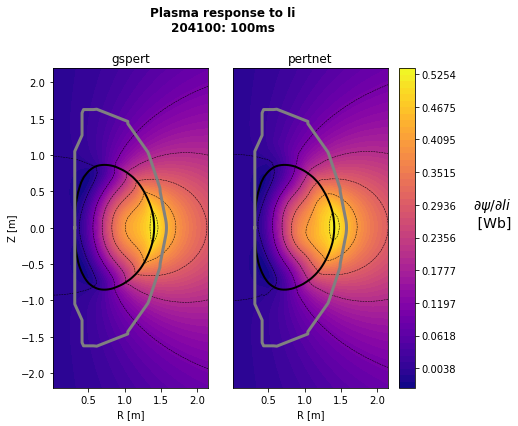 Plasma response to li
204100: 100ms
gspert
pertnet
2.0
1.5
1.0
0.5
0.0
−0.5
−1.0
−1.5
−2.0
Z [m]
0.5 1.0 2.0
1.5
R [m]
0.5 1.0 1.5 2.0
R [m]
0.5254
0.4675
0.4095
0.3515
0.2936
0.2356
0.1777
0.1197
0.0618
0.0038
∂ψ/∂li
[Wb]